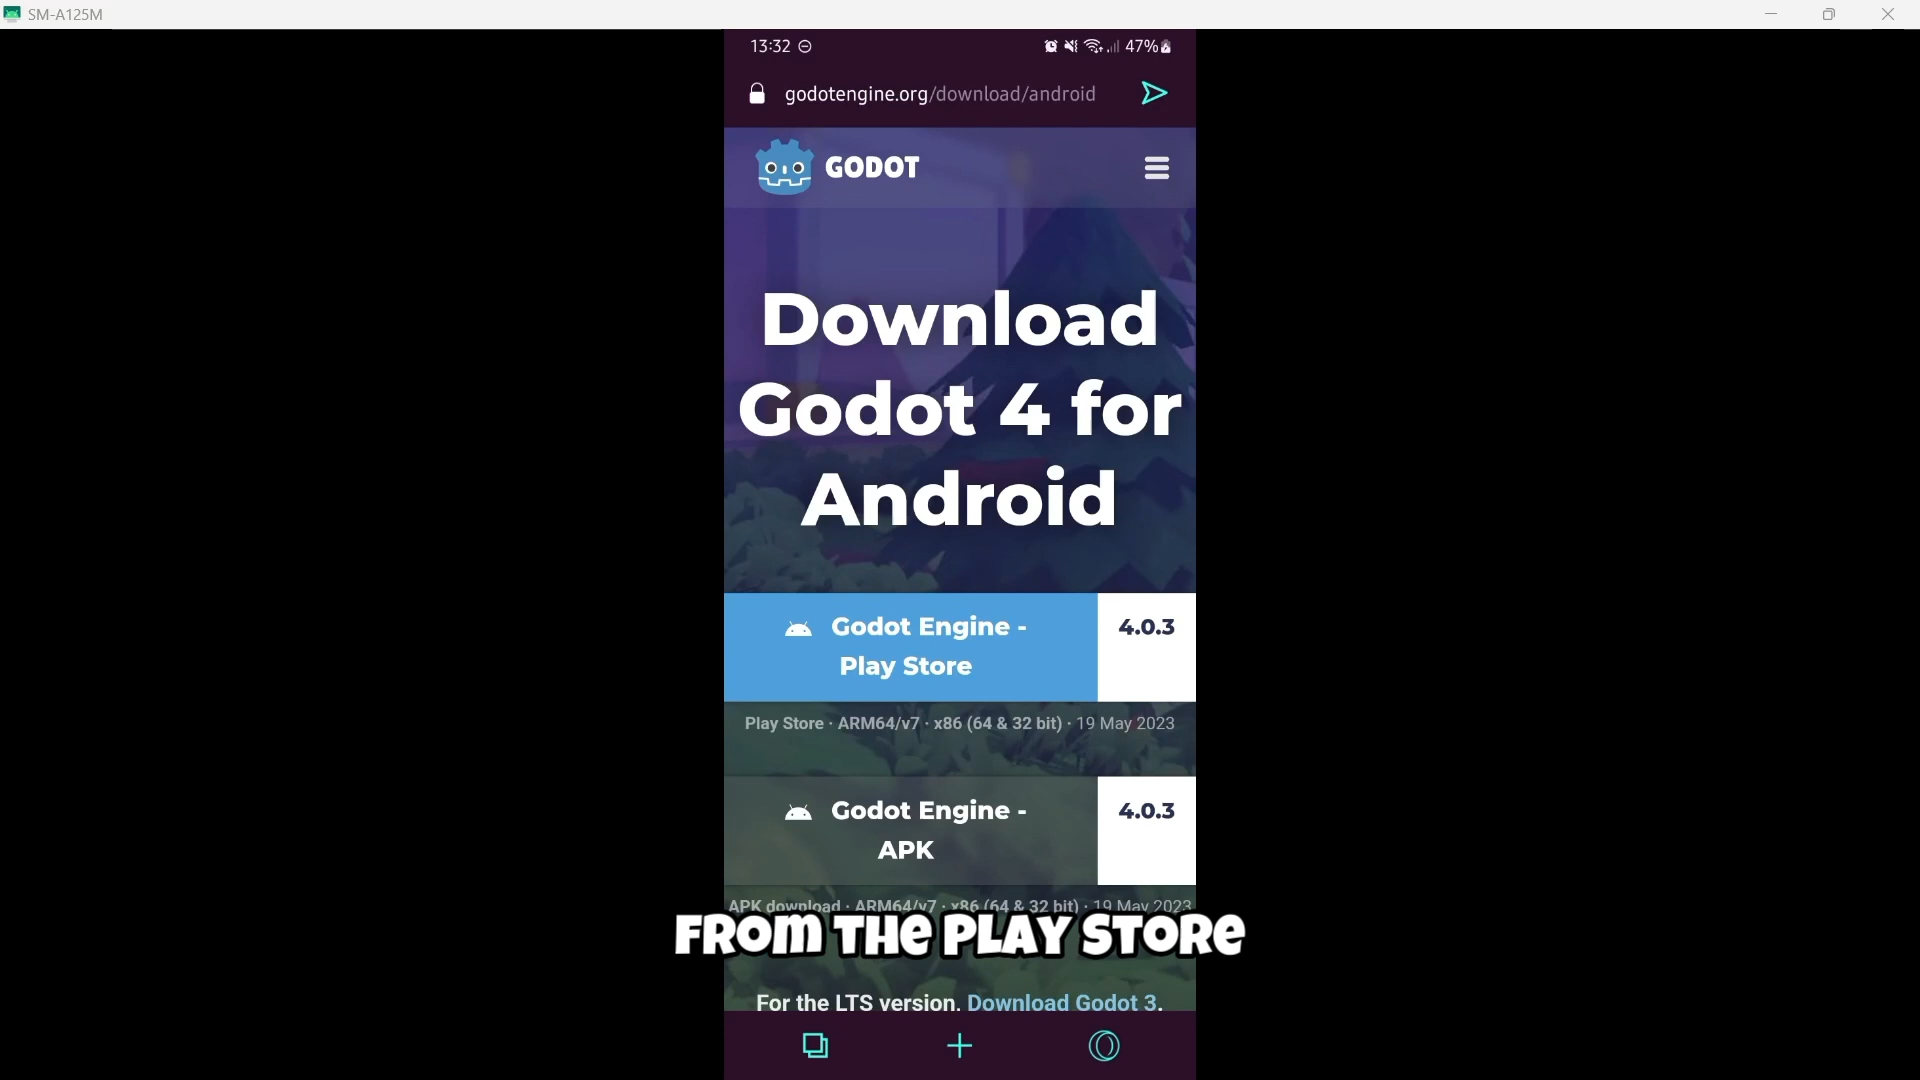 SM-A125M
13:32
47%
godotengine.org/download/android
GODOT
Download
Godot 4 for
Android
Godot Engine -
Play Store
4.0.3
Play Store · ARM64/v7 · x86 (64 & 32 bit) · 19 May 2023
Godot Engine -
APK
4.0.3
APK download · ARM64/v7 · x86 (64 & 32 bit) · 19 May 2023
FROM THE PLAY STORE
For the LTS version, Download Godot 3.